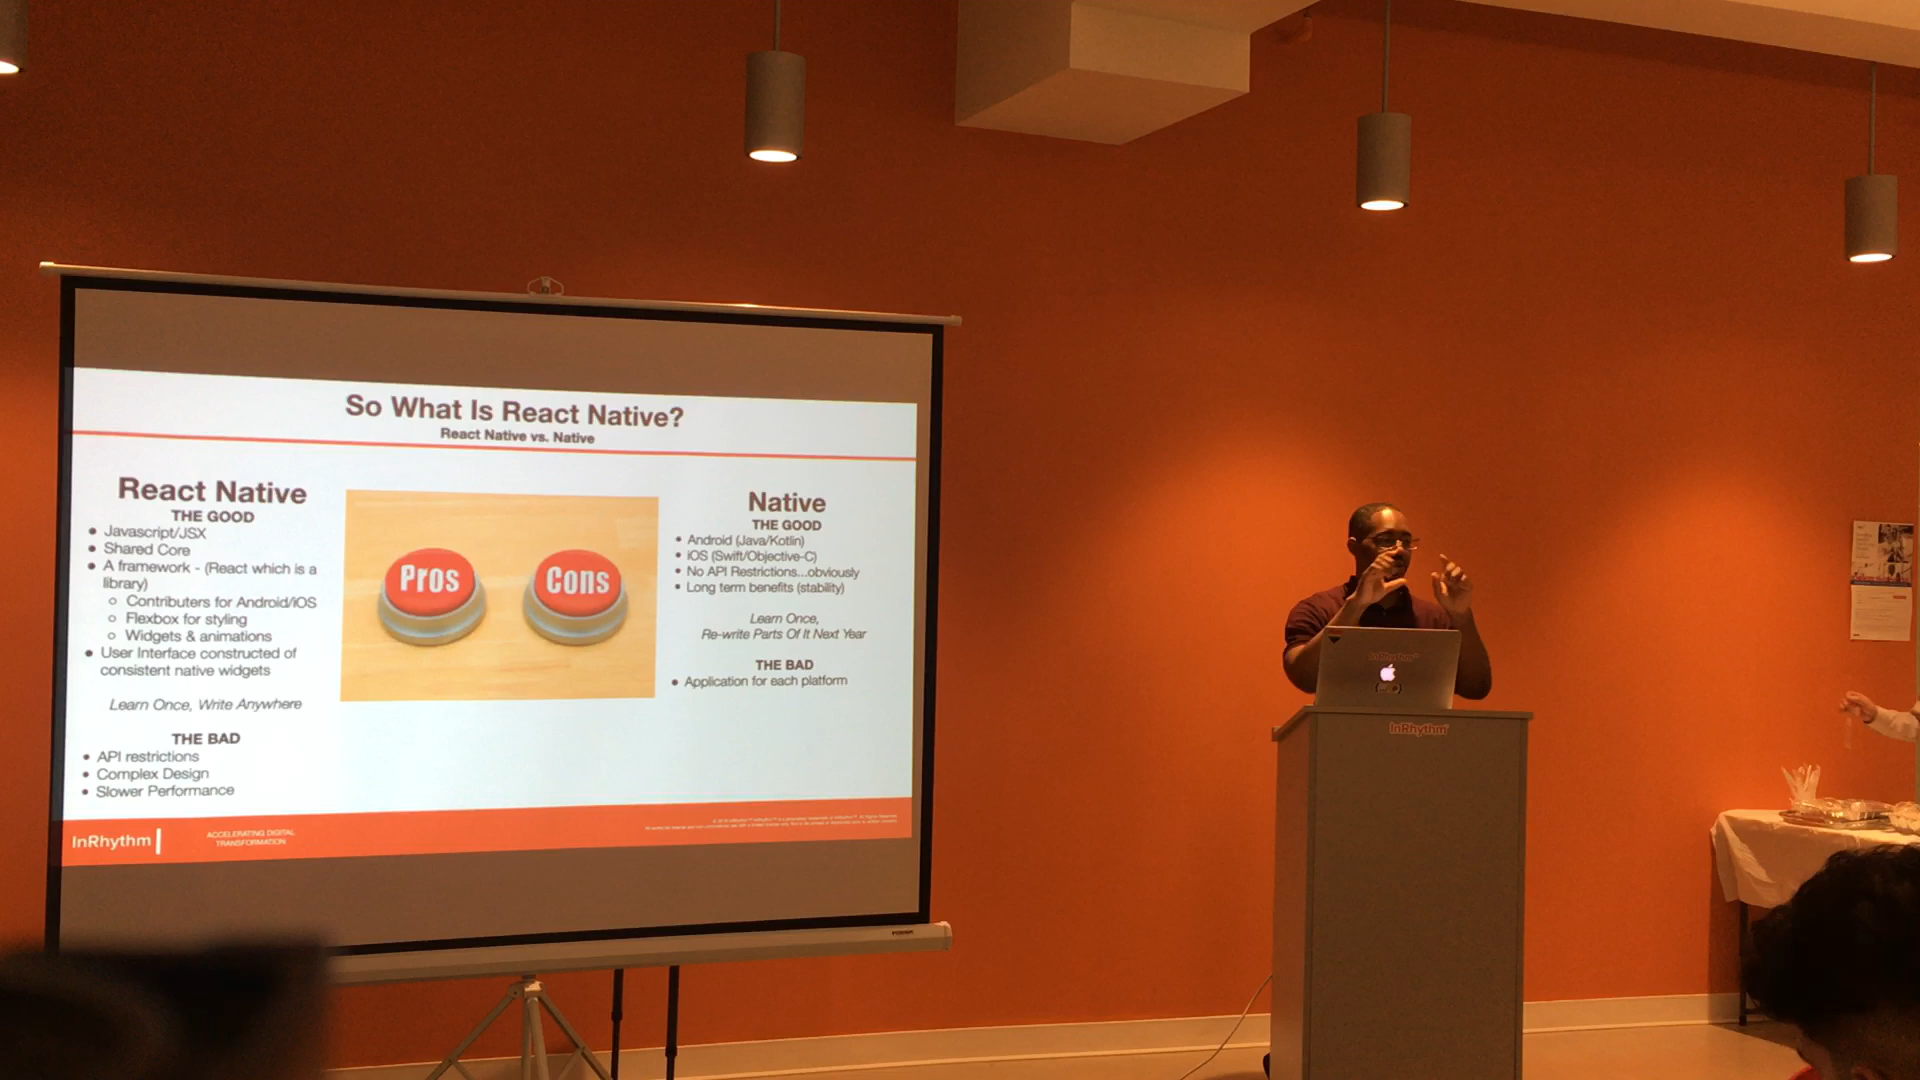 So What Is React Native?
React Native vs. Native
React Native
THE GOOD
● Javascript/JSX
● Shared Core
● A framework - (React which is a
library)
○ Contributers for Android/iOS
○ Flexbox for styling
○ Widgets & animations
● User Interface constructed of
consistent native widgets
Learn Once, Write Anywhere
THE BAD
● API restrictions
● Complex Design
● Slower Performance
Pros
Cons
Native
THE GOOD
● Android (Java/Kotlin)
● iOS (Swift/Objective-C)
● No API Restrictions...obviously
● Long term benefits (stability)
Learn Once,
Re-write Parts Of It Next Year
THE BAD
● Application for each platform
InRhythm
ACCELERATING DIGITAL
TRANSFORMATION
InRhythm
InRhythm